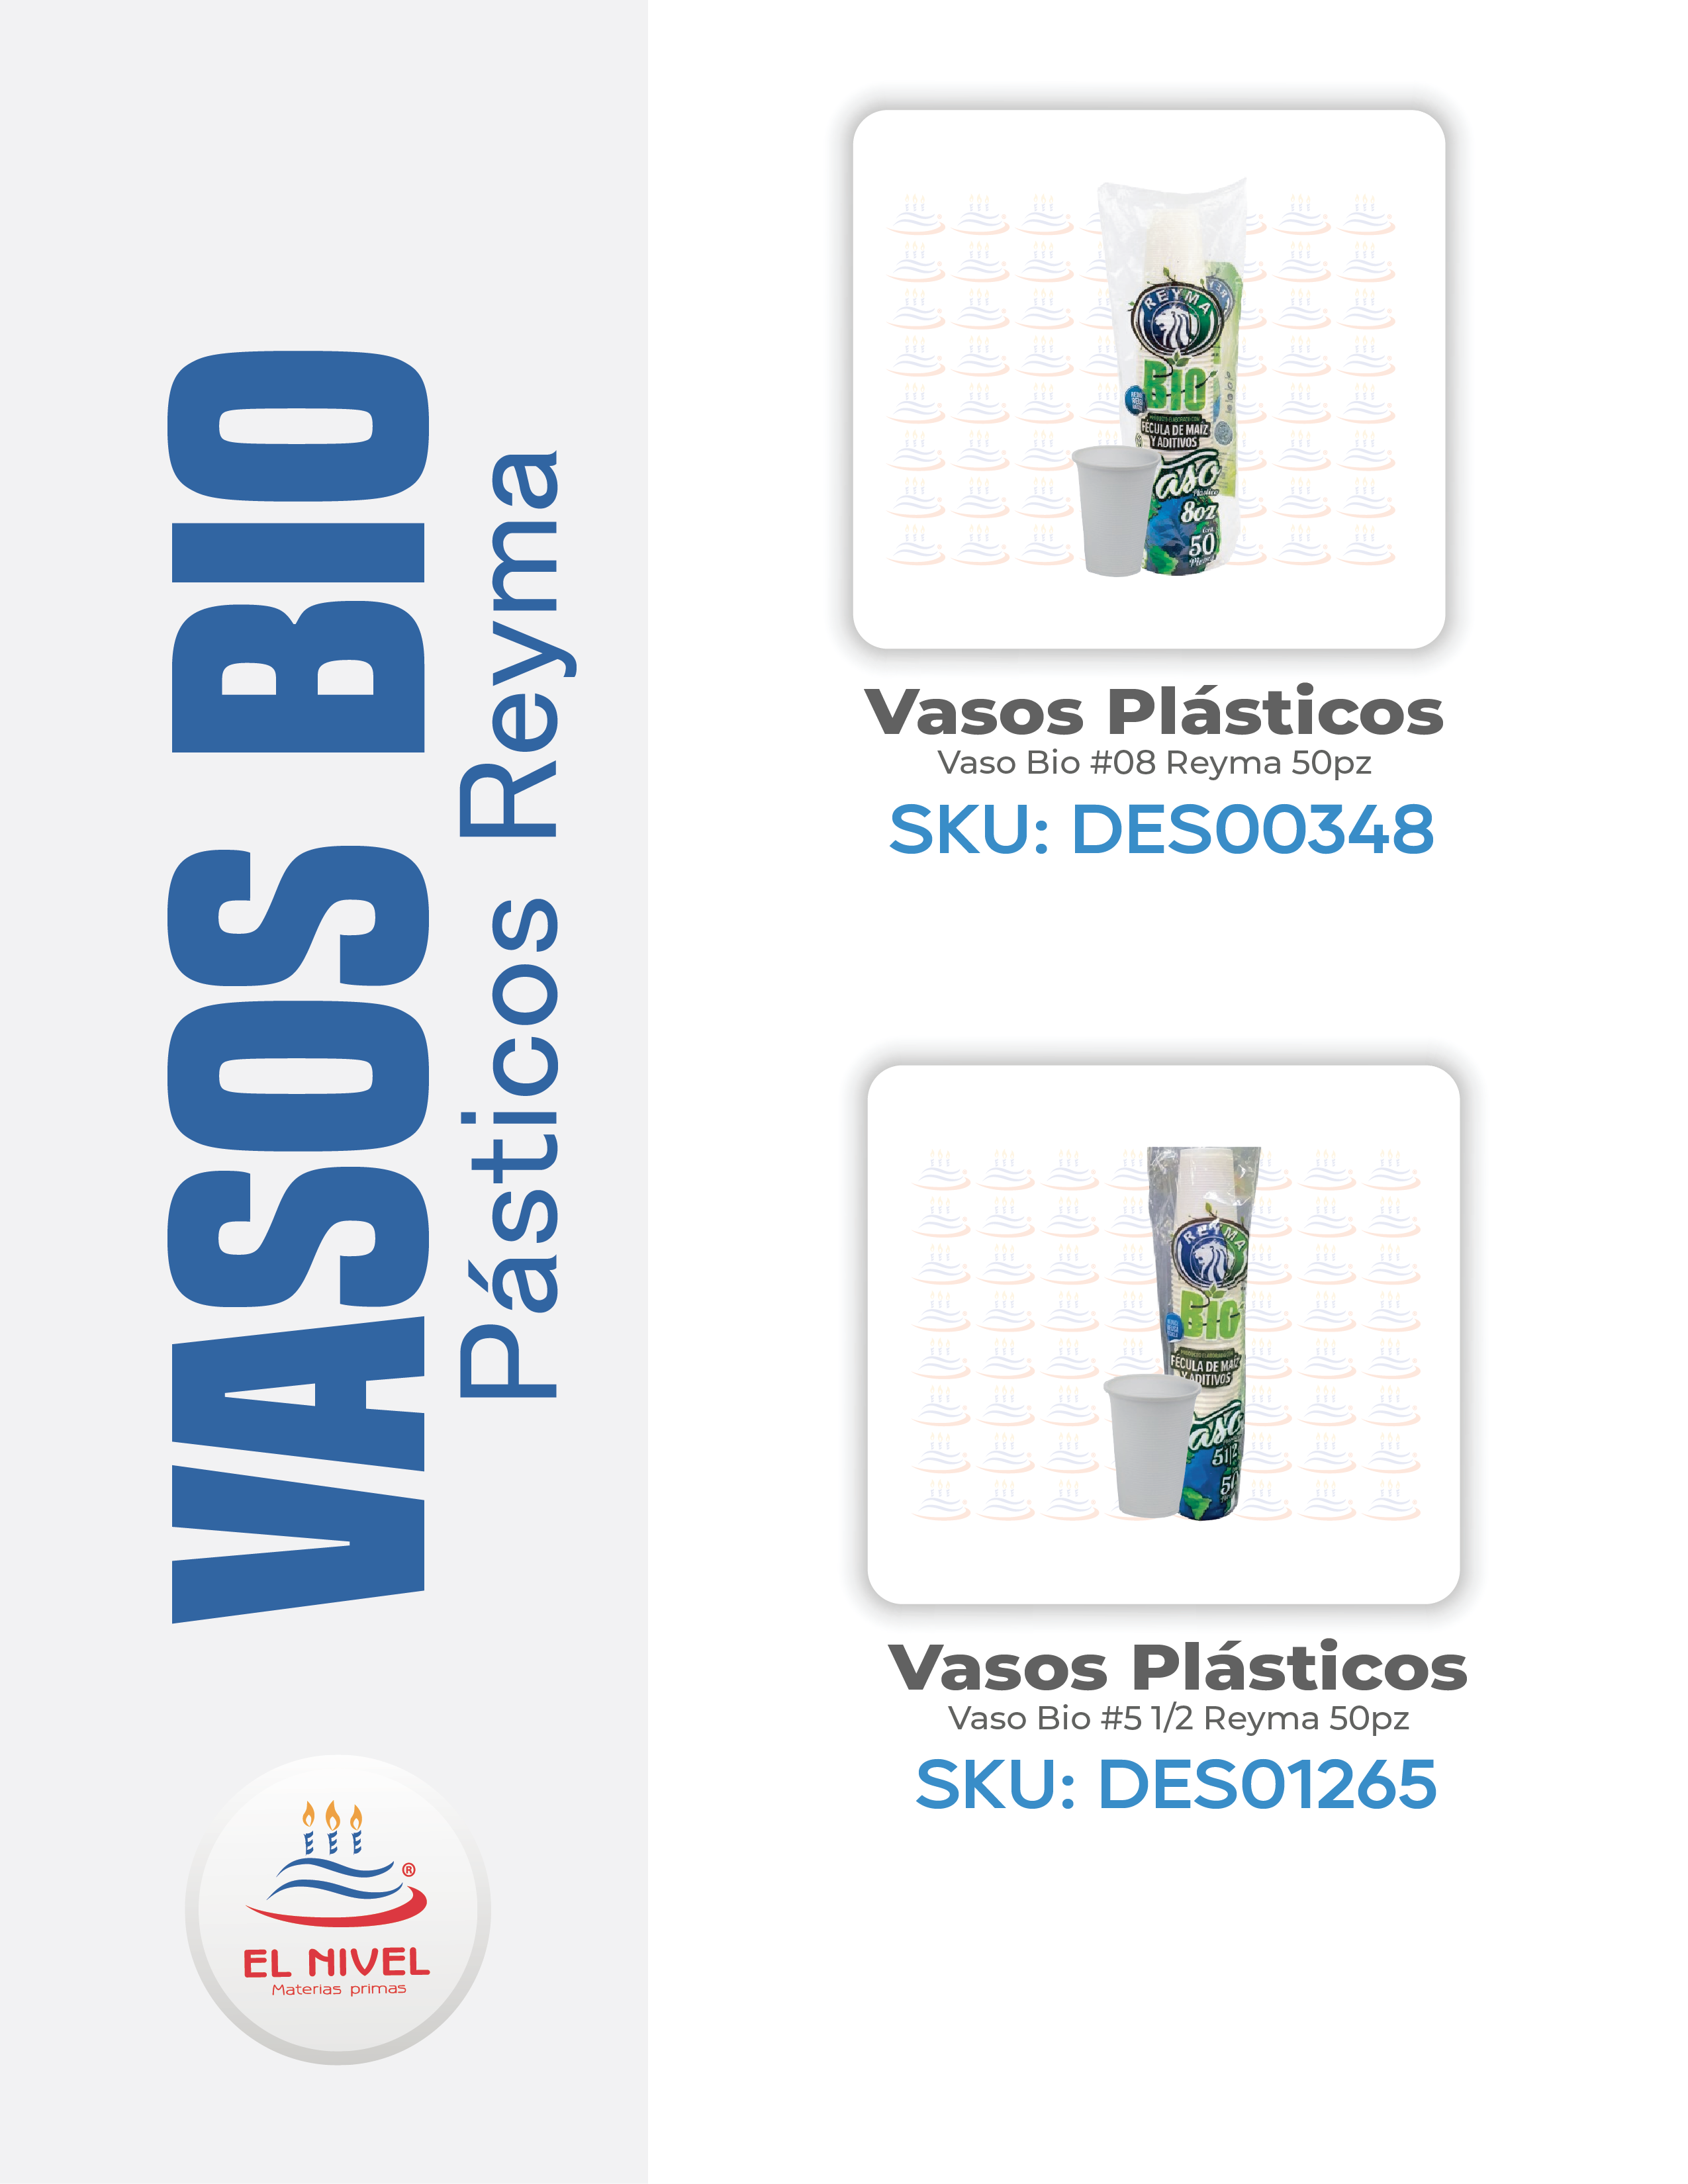 VASOS BIO
Pásticos Reyma
REYMA
BIO
FÉCULA DE MAÍZ
Y ADITIVOS
Vaso
Plástico
8oz
50
Vasos Plásticos
Vaso Bio #08 Reyma 50pz
SKU: DES00348
REYMA
BIO
FÉCULA DE MAÍZ
Y ADITIVOS
5 1/2
Vasos Plásticos
Vaso Bio #5 1/2 Reyma 50pz
SKU: DES01265
®
EL NIVEL
Materias primas